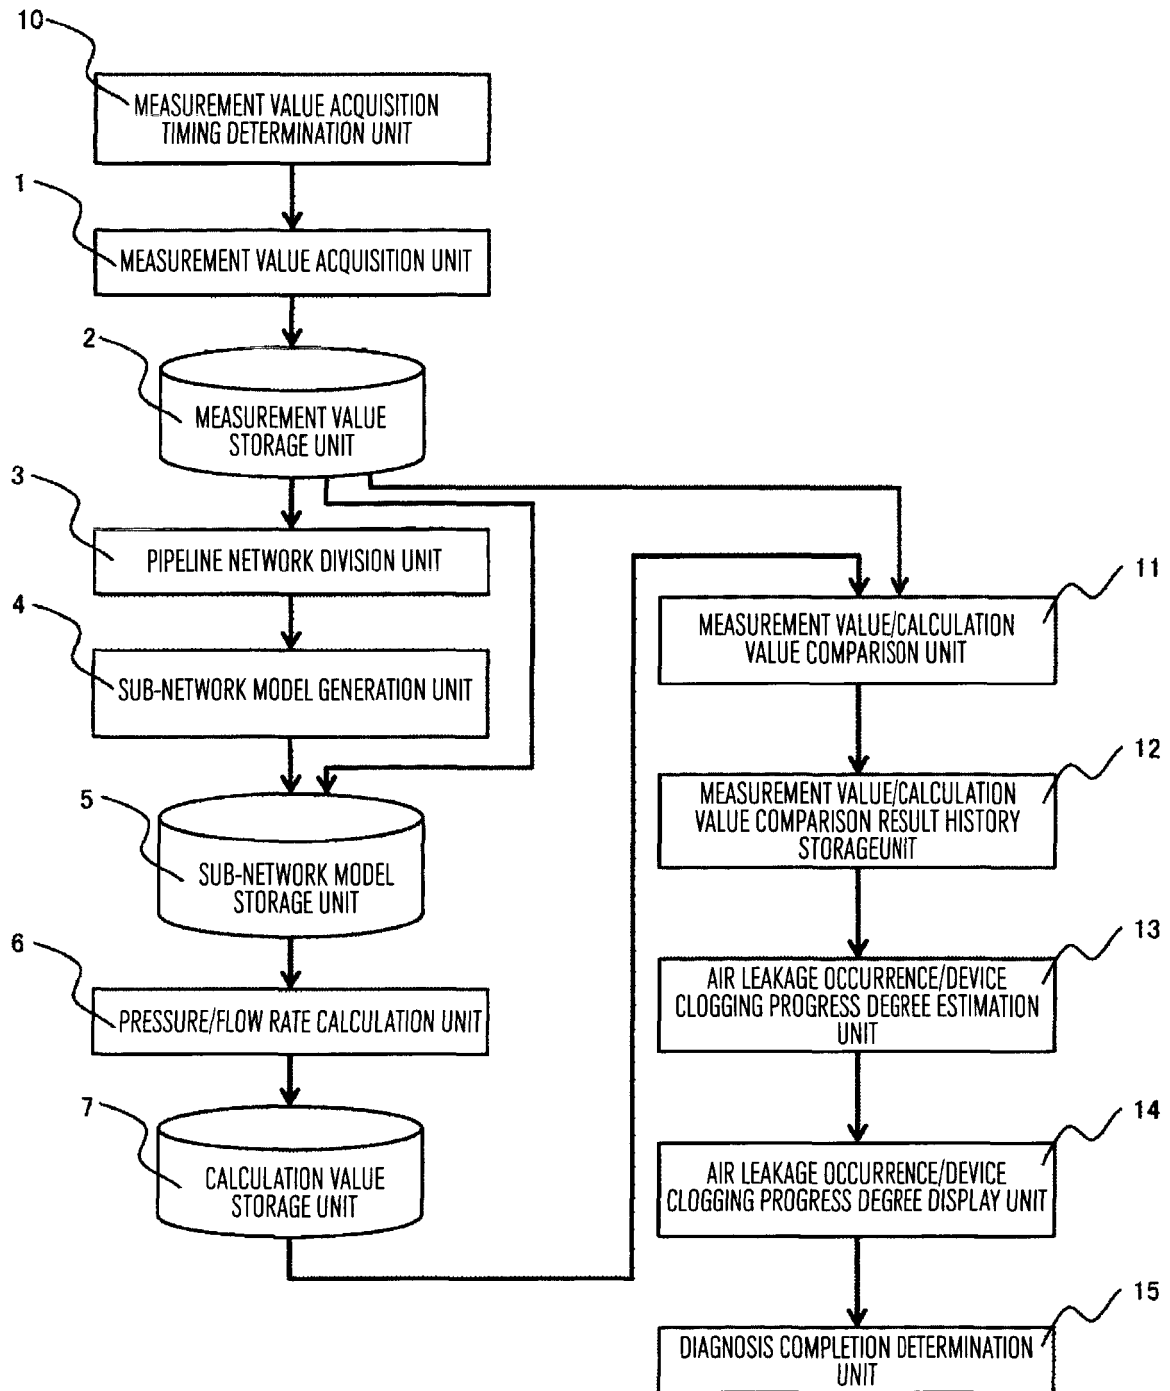 10
MEASUREMENT VALUE ACQUISITION
TIMING DETERMINATION UNIT
1
MEASUREMENT VALUE ACQUISITION UNIT
2
MEASUREMENT VALUE
STORAGE UNIT
3
PIPELINE NETWORK DIVISION UNIT
4
SUB-NETWORK MODEL GENERATION UNIT
5
SUB-NETWORK MODEL
STORAGE UNIT
6
PRESSURE/FLOW RATE CALCULATION UNIT
7
CALCULATION VALUE
STORAGE UNIT
11
MEASUREMENT VALUE/CALCULATION
VALUE COMPARISON UNIT
12
MEASUREMENT VALUE/CALCULATION
VALUE COMPARISON RESULT HISTORY
STORAGEUNIT
13
AIR LEAKAGE OCCURRENCE/DEVICE
CLOGGING PROGRESS DEGREE ESTIMATION
UNIT
14
AIR LEAKAGE OCCURRENCE/DEVICE
CLOGGING PROGRESS DEGREE DISPLAY UNIT
15
DIAGNOSIS COMPLETION DETERMINATION
UNIT